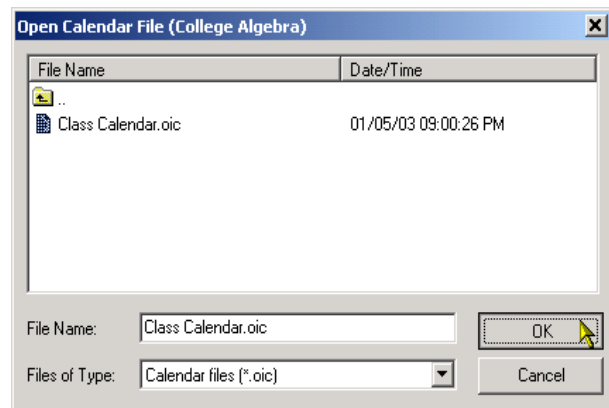 Open Calendar File (College Algebra)
File Name Date/Time
..
Class Calendar.oic 01/05/03 09:00:26 PM
File Name: Class Calendar.oic OK
Files of Type: Calendar files (*.oic) Cancel